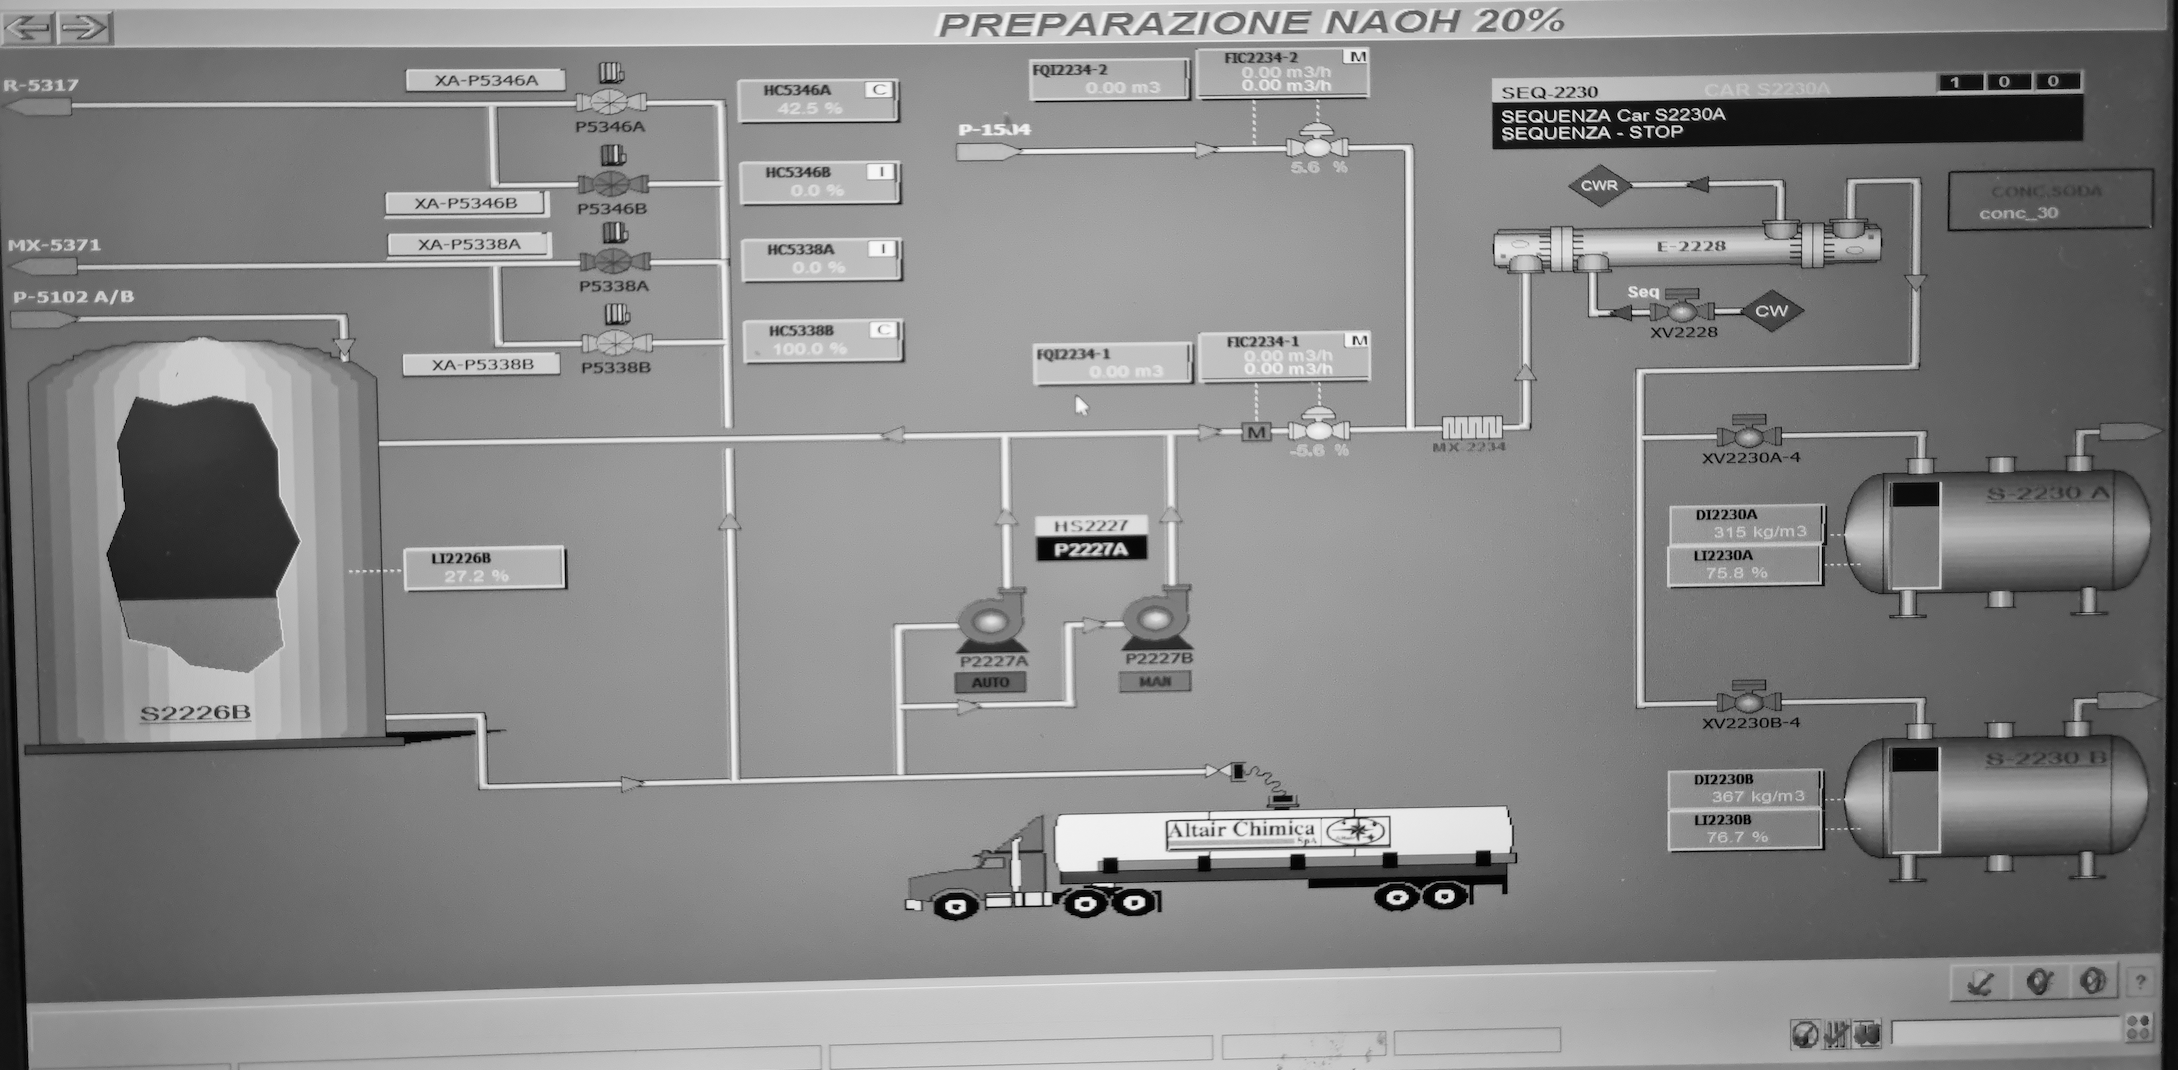 PREPARAZIONE NAOH 20%
R-5317
XA-P5346A
P5346A
HC5346A C
42.5 %
XA-P5346B
P5346B
HC5346B I
0.0 %
MX-5371
XA-P5338A
P5338A
HC5338A I
0.0 %
P-5102 A/B
XA-P5338B
P5338B
HC5338B C
100.0 %
FQI2234-2
0.00 m3
FIC2234-2 M
0.00 m3/h
0.00 m3/h
5.6 %
SEQ-2230 CAR S2230A 1 0 0
SEQUENZA Car S2230A
SEQUENZA - STOP
CWR
CONC.SODA
conc_30
E-2228
Seq
XV2228
CW
FQI2234-1
0.00 m3
FIC2234-1 M
0.00 m3/h
0.00 m3/h
M
-5.6 %
MX-2234
XV2230A-4
S-2230 A
DI2230A
315 kg/m3
LI2230A
75.8 %
LI2226B
27.2 %
HS2227
P2227A
P2227A
AUTO
P2227B
MAN
S2226B
XV2230B-4
S-2230 B
DI2230B
367 kg/m3
LI2230B
76.7 %
Altair Chimica
SpA
?